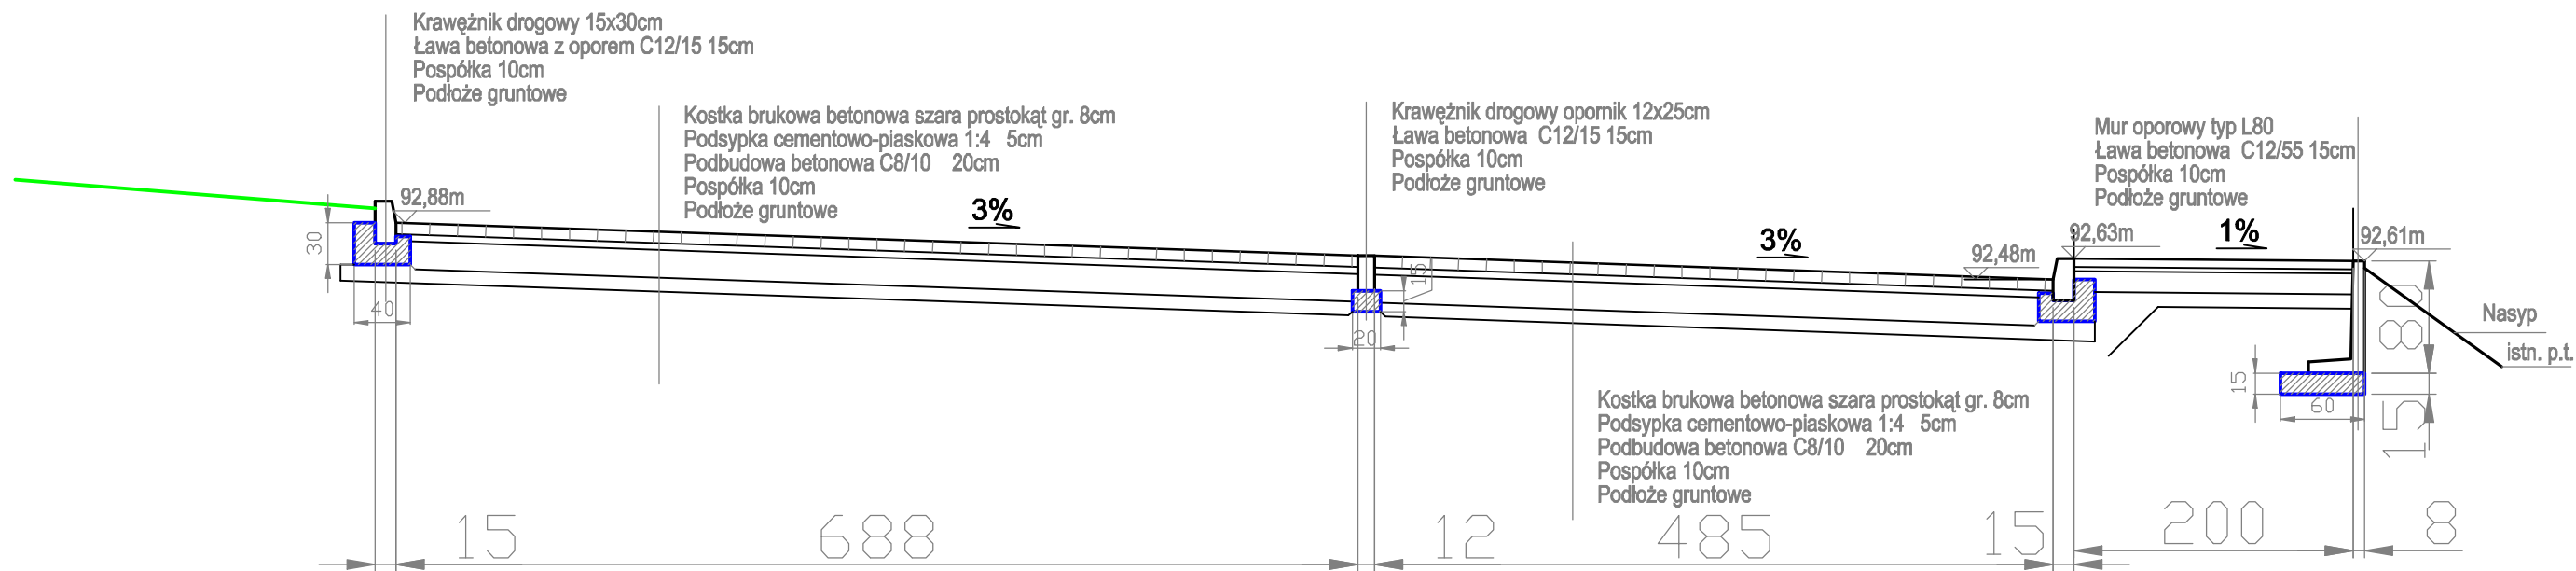 Krawężnik drogowy 15x30cm
Ława betonowa z oporem C12/15 15cm
Pospółka 10cm
Podłoże gruntowe
Kostka brukowa betonowa szara prostokąt gr. 8cm
Podsypka cementowo-piaskowa 1:4 5cm
Podbudowa betonowa C8/10 20cm
Pospółka 10cm
Podłoże gruntowe
Krawężnik drogowy opornik 12x25cm
Ława betonowa C12/15 15cm
Pospółka 10cm
Podłoże gruntowe
Mur oporowy typ L80
Ława betonowa C12/55 15cm
Pospółka 10cm
Podłoże gruntowe
92,88m
3%
3%
92,48m
92,63m
1%
92,61m
30
40
15
20
80
15
60
15
Nasyp
istn. p.t.
Kostka brukowa betonowa szara prostokąt gr. 8cm
Podsypka cementowo-piaskowa 1:4 5cm
Podbudowa betonowa C8/10 20cm
Pospółka 10cm
Podłoże gruntowe
15
688
12
485
15
200
8